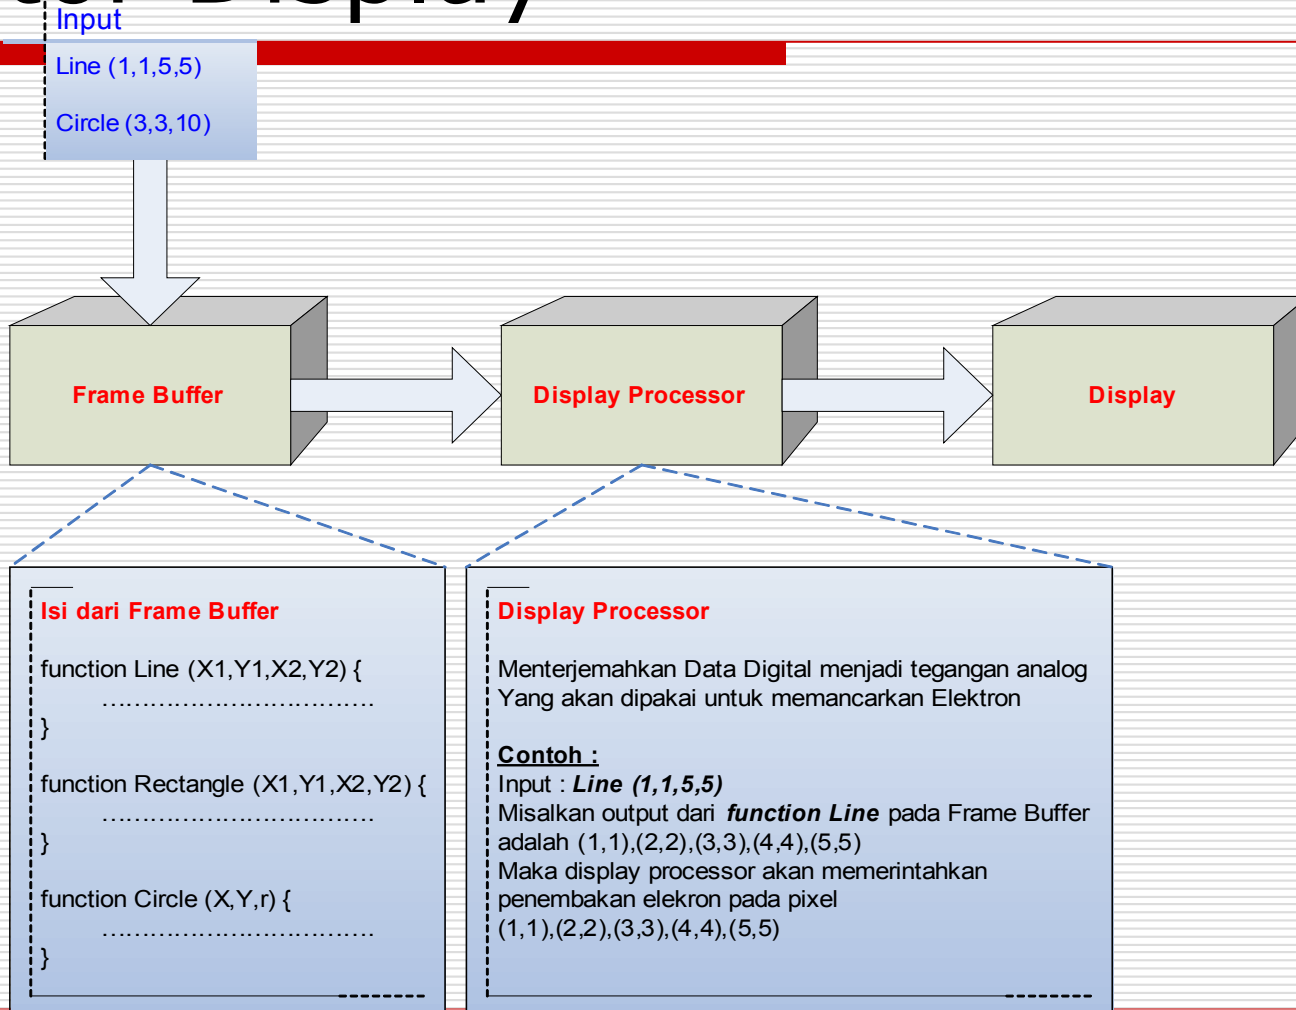 Display
Input
Line (1,1,5,5)
Circle (3,3,10)
Frame Buffer
Display Processor
Display
Isi dari Frame Buffer
function Line (X1,Y1,X2,Y2) {
……………………………
}
function Rectangle (X1,Y1,X2,Y2) {
……………………………
}
function Circle (X,Y,r) {
……………………………
}
Display Processor
Menterjemahkan Data Digital menjadi tegangan analog
Yang akan dipakai untuk memancarkan Elektron
Contoh :
Input : Line (1,1,5,5)
Misalkan output dari function Line pada Frame Buffer
adalah (1,1),(2,2),(3,3),(4,4),(5,5)
Maka display processor akan memerintahkan
penembakan elekron pada pixel
(1,1),(2,2),(3,3),(4,4),(5,5)